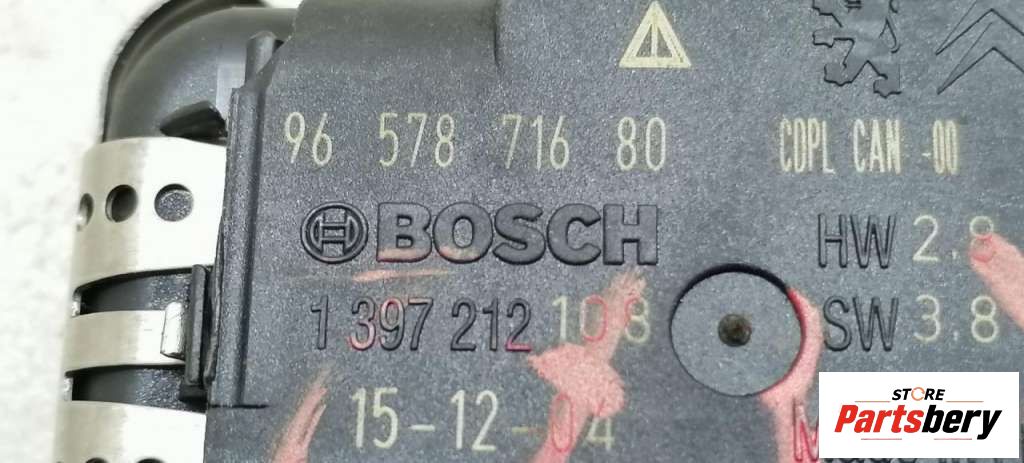 96 578 716 80
CDPL CAN -00
BOSCH
HW 2.8
1 397 212 108
SW 3.8
15-12-04
STORE
Partsbery